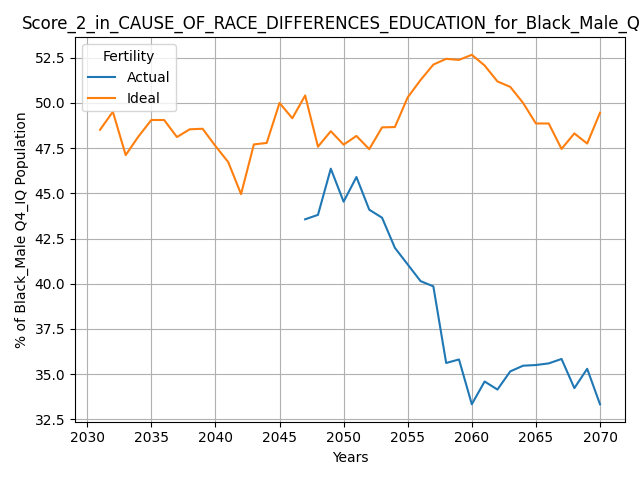 Score_2_in_CAUSE_OF_RACE_DIFFERENCES_EDUCATION_for_Black_Male_Q
Fertility
Actual
Ideal
% of Black_Male Q4_IQ Population
52.5
50.0
47.5
45.0
42.5
40.0
37.5
35.0
32.5
2030 2035 2040 2045 2050 2055 2060 2065 2070
Years